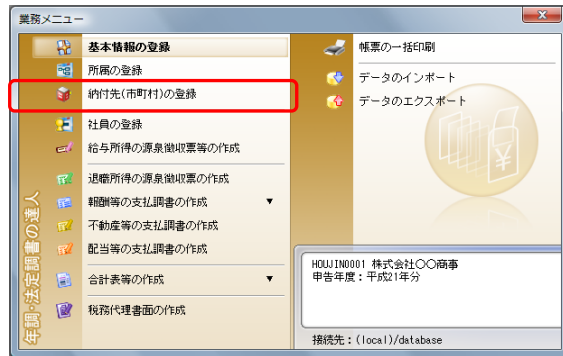 業務メニュー
基本情報の登録
所属の登録
納付先(市町村)の登録
社員の登録
給与所得の源泉徴収票等の作成
退職所得の源泉徴収票の作成
報酬等の支払調書の作成 ▼
不動産等の支払調書の作成
配当等の支払調書の作成
合計表等の作成 ▼
税務代理書面の作成
年調・法定調書の達人
帳票の一括印刷
データのインポート
データのエクスポート
HOUJIN0001 株式会社〇〇商事
申告年度：平成21年分
接続先：(local)/database